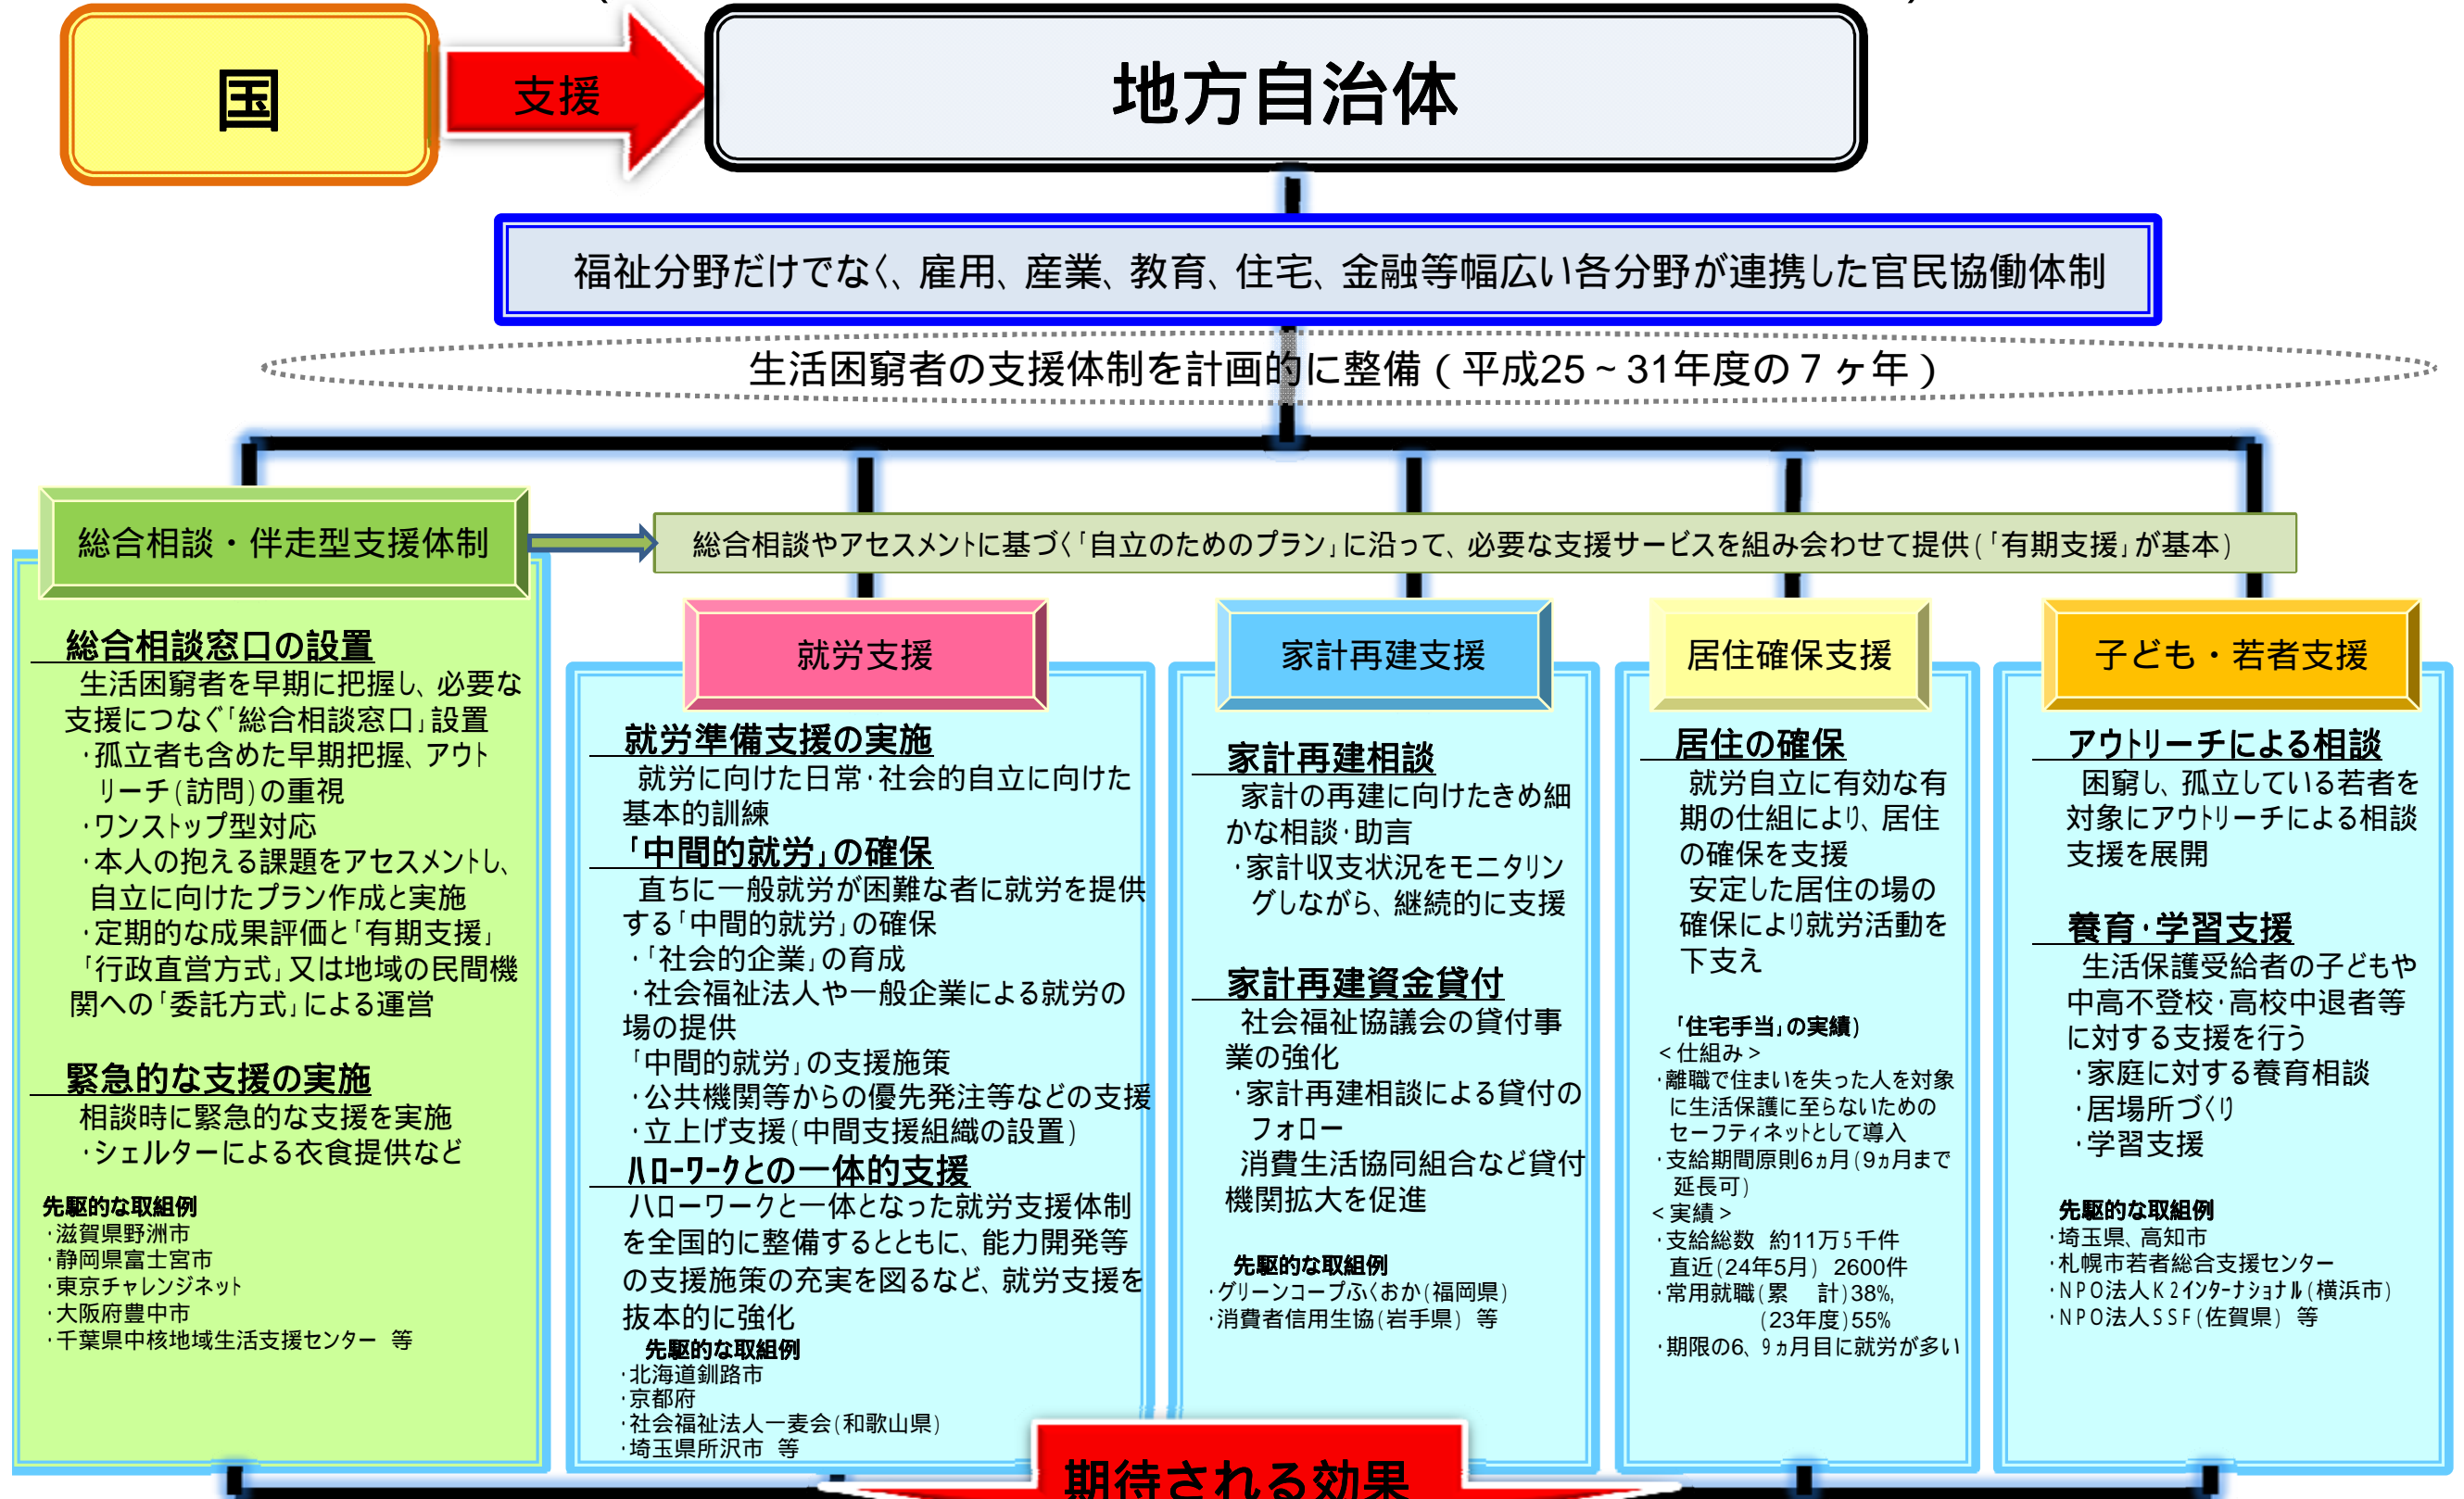 国
支援
地方自治体
福祉分野だけでなく、雇用、産業、教育、住宅、金融等幅広い各分野が連携した官民協働体制
生活困窮者の支援体制を計画的に整備（平成25～31年度の７ヶ年）
総合相談・伴走型支援体制
総合相談やアセスメントに基づく「自立のためのプラン」に沿って、必要な支援サービスを組み合わせて提供(「有期支援」が基本)
総合相談窓口の設置
生活困窮者を早期に把握し、必要な
支援につなぐ「総合相談窓口」設置
・孤立者も含めた早期把握、アウト
リーチ(訪問)の重視
・ワンストップ型対応
・本人の抱える課題をアセスメントし、
自立に向けたプラン作成と実施
・定期的な成果評価と「有期支援」
「行政直営方式」又は地域の民間機
関への「委託方式」による運営
緊急的な支援の実施
相談時に緊急的な支援を実施
・シェルターによる衣食提供など
先駆的な取組例
・滋賀県野洲市
・静岡県富士宮市
・東京チャレンジネット
・大阪府豊中市
・千葉県中核地域生活支援センター 等
就労支援
就労準備支援の実施
就労に向けた日常・社会的自立に向けた
基本的訓練
「中間的就労」の確保
直ちに一般就労が困難な者に就労を提供
する「中間的就労」の確保
・「社会的企業」の育成
・社会福祉法人や一般企業による就労の
場の提供
「中間的就労」の支援施策
・公共機関等からの優先発注等などの支援
・立上げ支援(中間支援組織の設置)
ﾊﾛｰﾜｰｸとの一体的支援
ハローワークと一体となった就労支援体制
を全国的に整備するとともに、能力開発等
の支援施策の充実を図るなど、就労支援を
抜本的に強化
先駆的な取組例
・北海道釧路市
・京都府
・社会福祉法人一麦会(和歌山県)
・埼玉県所沢市 等
家計再建支援
家計再建相談
家計の再建に向けたきめ細
かな相談・助言
・家計収支状況をモニタリン
グしながら、継続的に支援
家計再建資金貸付
社会福祉協議会の貸付事
業の強化
・家計再建相談による貸付の
フォロー
消費生活協同組合など貸付
機関拡大を促進
先駆的な取組例
・グリーンコープふくおか(福岡県)
・消費者信用生協(岩手県) 等
居住確保支援
居住の確保
就労自立に有効な有
期の仕組により、居住
の確保を支援
安定した居住の場の
確保により就労活動を
下支え
「住宅手当」の実績)
＜仕組み＞
・離職で住まいを失った人を対象
に生活保護に至らないための
セーフティネットとして導入
・支給期間原則6ヵ月(9ヵ月まで
延長可)
＜実績＞
・支給総数 約11万5千件
直近(24年5月) 2600件
・常用就職(累 計)38%,
(23年度)55%
・期限の6、9ヵ月目に就労が多い
子ども・若者支援
アウトリーチによる相談
困窮し、孤立している若者を
対象にアウトリーチによる相談
支援を展開
養育・学習支援
生活保護受給者の子どもや
中高不登校・高校中退者等
に対する支援を行う
・家庭に対する養育相談
・居場所づくり
・学習支援
先駆的な取組例
・埼玉県、高知市
・札幌市若者総合支援センター
・NPO法人K2ｲﾝﾀｰﾅｼｮﾅﾙ(横浜市)
・NPO法人SSF(佐賀県) 等
期待される効果